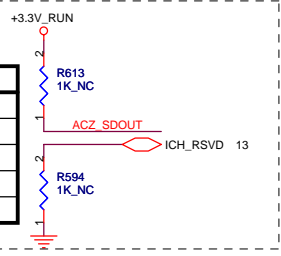 +3.3V_RUN
2
R613
1K_NC
1
ACZ_SDOUT
ICH_RSVD 13
2
R594
1K_NC
1